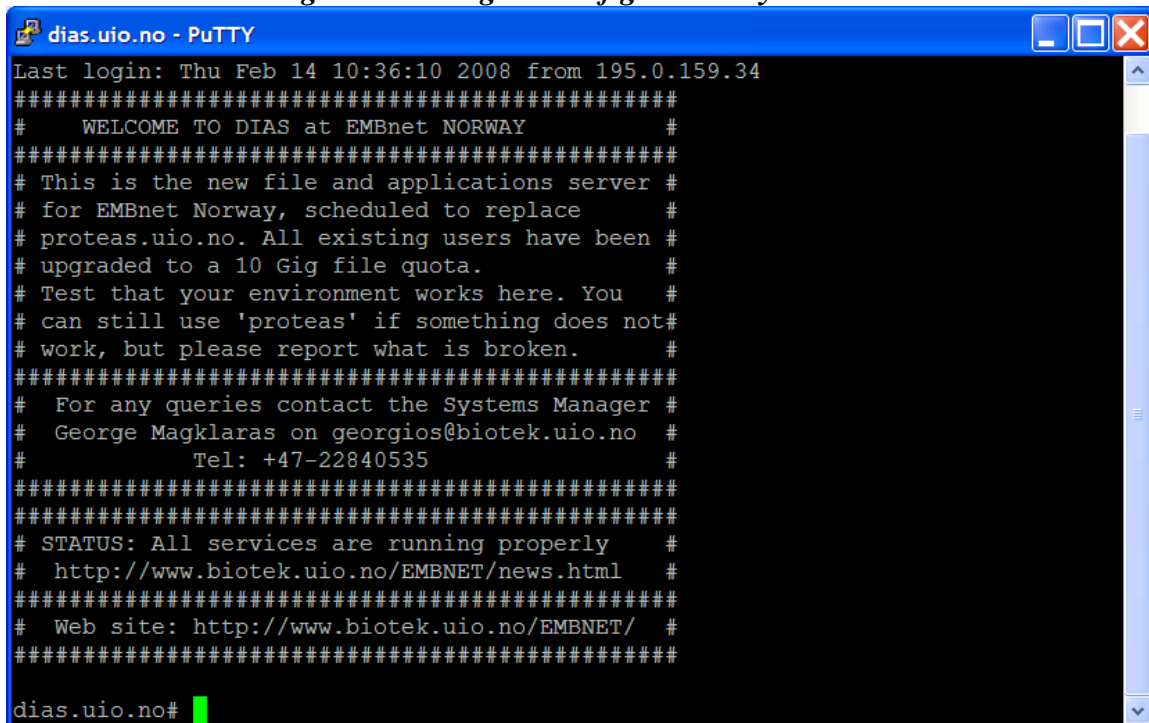 dias.uio.no - PuTTY
Last login: Thu Feb 14 10:36:10 2008 from 195.0.159.34
################################################
#    WELCOME TO DIAS at EMBnet NORWAY          #
################################################
# This is the new file and applications server #
# for EMBnet Norway, scheduled to replace      #
# proteas.uio.no. All existing users have been #
# upgraded to a 10 Gig file quota.             #
# Test that your environment works here. You   #
# can still use 'proteas' if something does not#
# work, but please report what is broken.      #
################################################
#  For any queries contact the Systems Manager #
#  George Magklaras on georgios@biotek.uio.no  #
#            Tel: +47-22840535                 #
################################################
################################################
# STATUS: All services are running properly    #
#  http://www.biotek.uio.no/EMBNET/news.html   #
################################################
#  Web site: http://www.biotek.uio.no/EMBNET/  #
################################################
dias.uio.no#